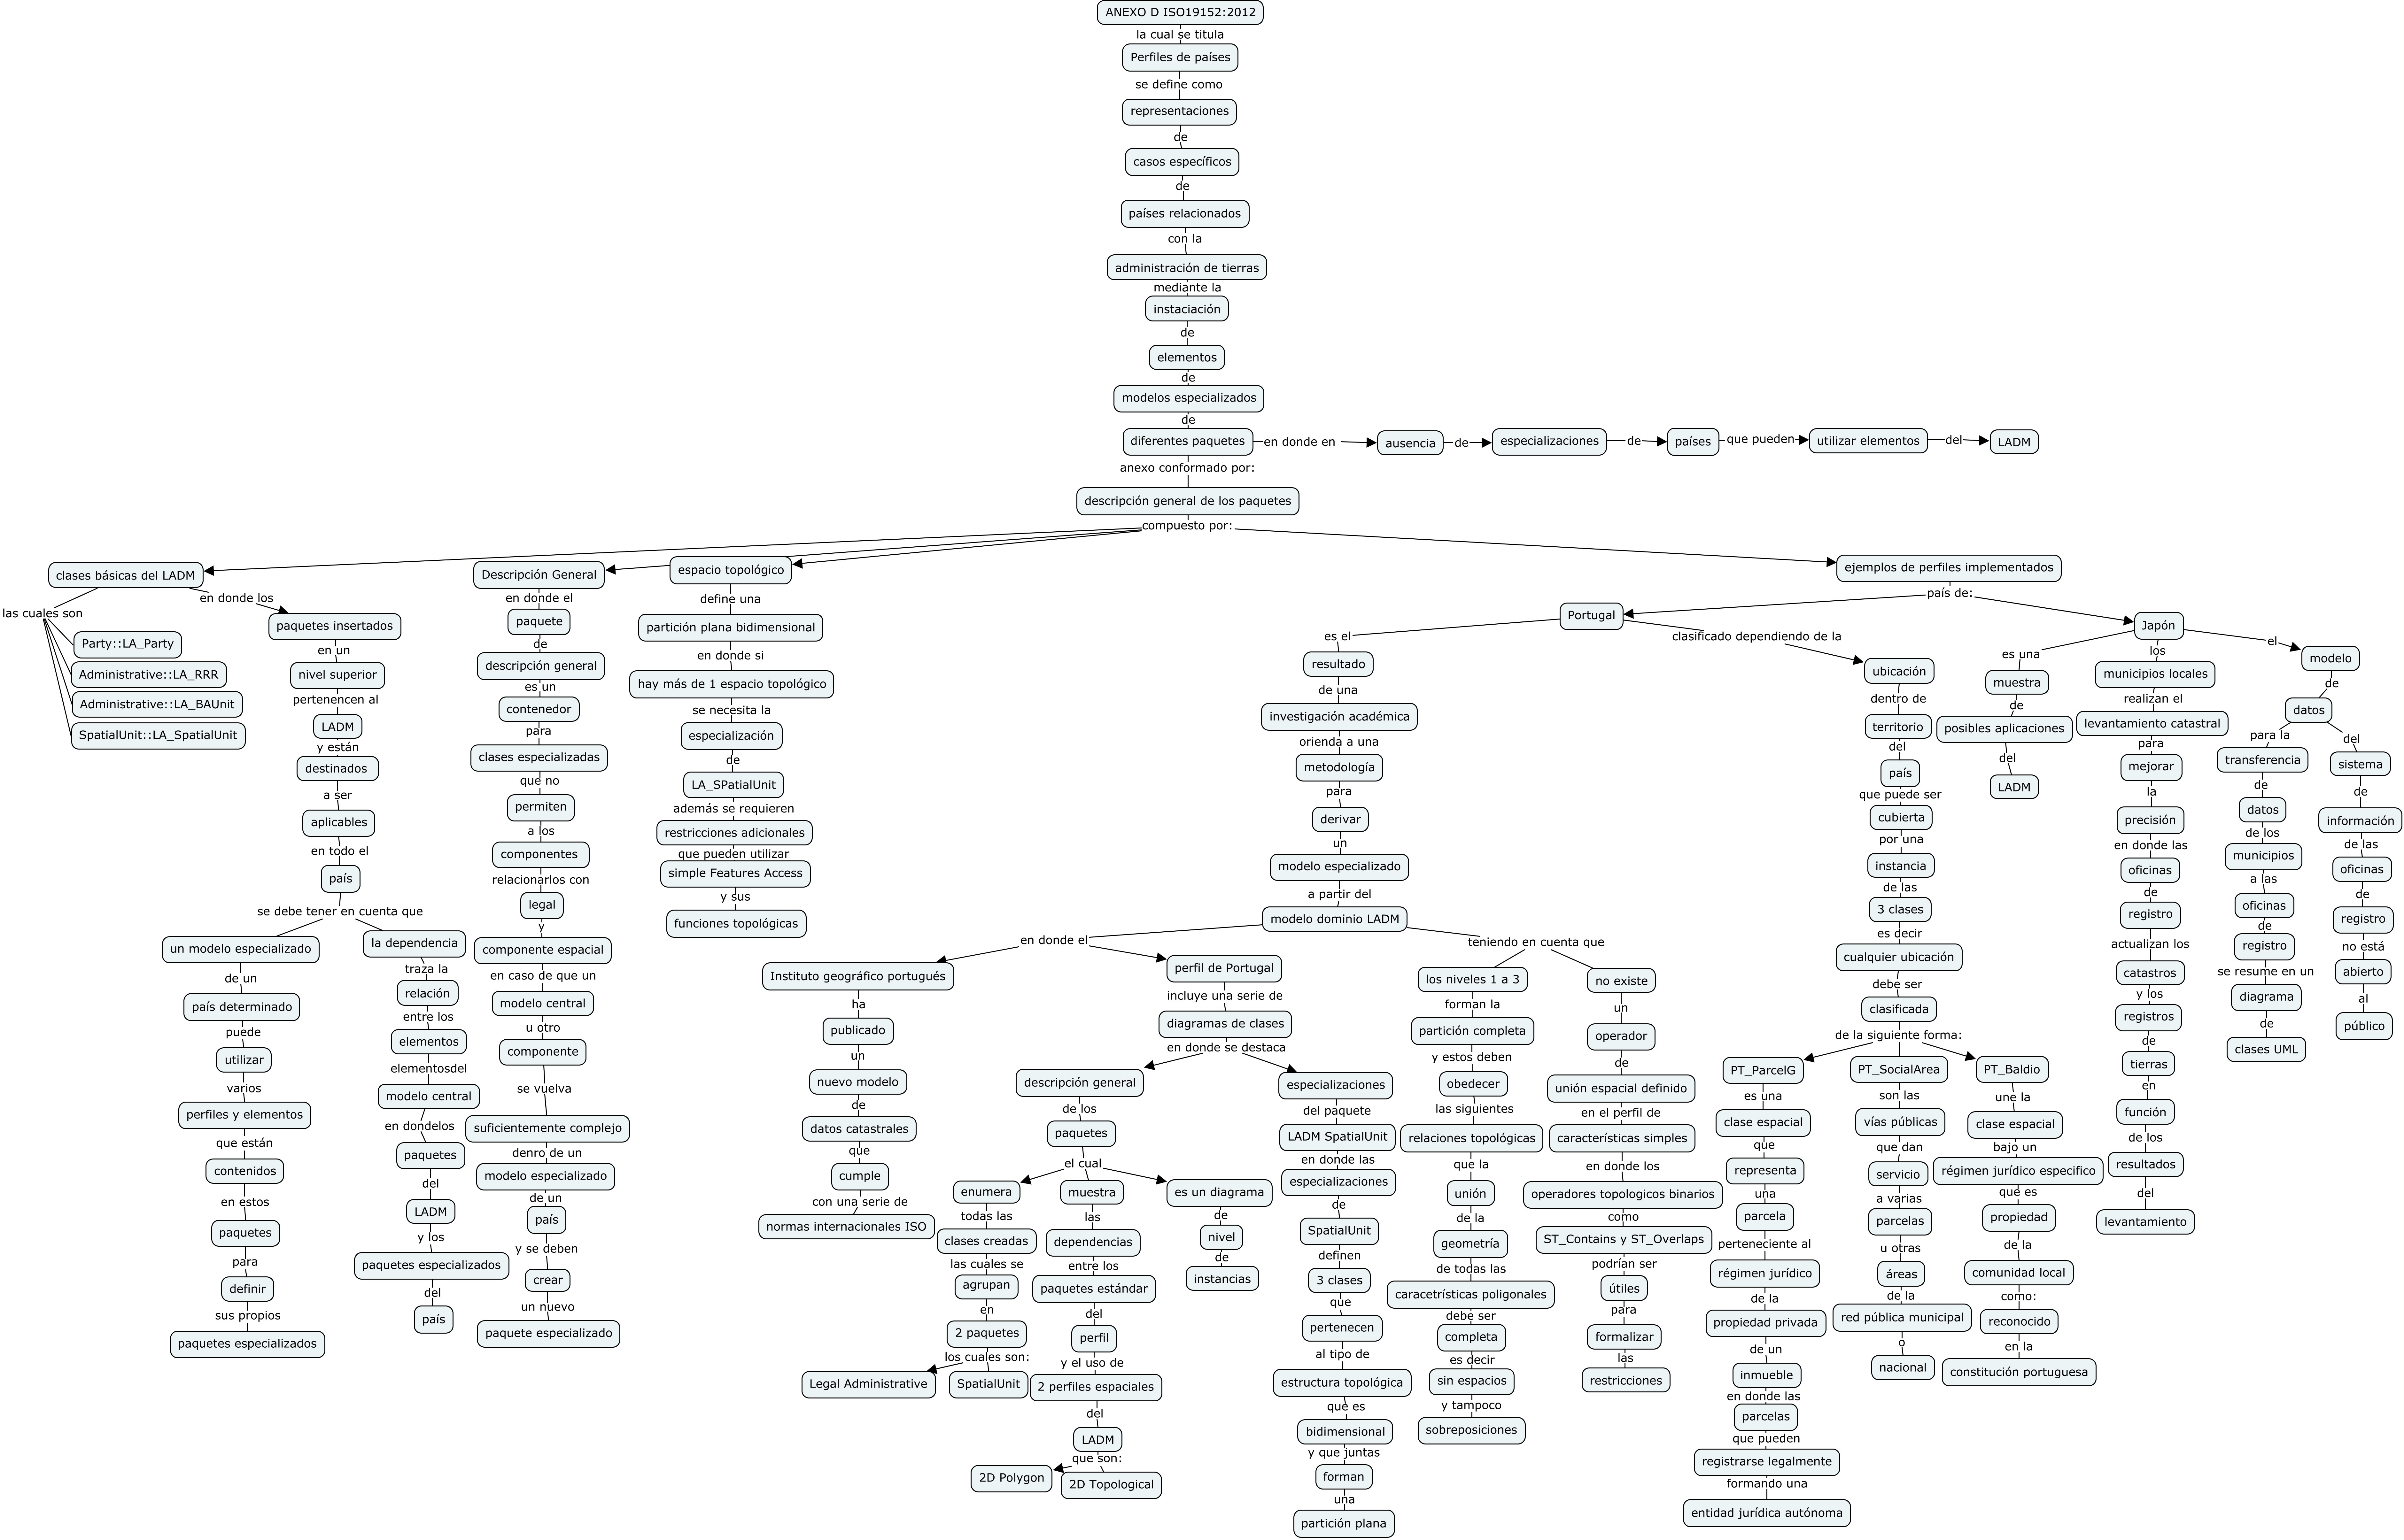 ANEXO D ISO19152:2012
la cual se titula
Perfiles de países
se define como
representaciones
de
casos específicos
de
países relacionados
con la
administración de tierras
mediante la
instaciación
de
elementos
de
modelos especializados
de
diferentes paquetes
en donde en
ausencia
de
especializaciones
de
países
que pueden
utilizar elementos
del
LADM
anexo conformado por:
descripción general de los paquetes
compuesto por:
clases básicas del LADM
las cuales son
Party::LA_Party
Administrative::LA_RRR
Administrative::LA_BAUnit
SpatialUnit::LA_SpatialUnit
en donde los
paquetes insertados
en un
nivel superior
pertenencen al
LADM
y están
destinados
a ser
aplicables
en todo el
país
se debe tener en cuenta que
un modelo especializado
de un
país determinado
puede
utilizar
varios
perfiles y elementos
que están
contenidos
en estos
paquetes
para
definir
sus propios
paquetes especializados
la dependencia
traza la
relación
entre los
elementos
elementosdel
modelo central
en dondelos
paquetes
del
LADM
y los
paquetes especializados
del
país
Descripción General
en donde el
paquete
de
descripción general
es un
contenedor
para
clases especializadas
que no
permiten
a los
componentes
relacionarlos con
legal
y
componente espacial
en caso de que un
modelo central
u otro
componente
se vuelva
suficientemente complejo
denro de un
modelo especializado
de un
país
y se deben
crear
un nuevo
paquete especializado
espacio topológico
define una
partición plana bidimensional
en donde si
hay más de 1 espacio topológico
se necesita la
especialización
de
LA_SPatialUnit
además se requieren
restricciones adicionales
que pueden utilizar
simple Features Access
y sus
funciones topológicas
ejemplos de perfiles implementados
país de:
Portugal
es el
resultado
de una
investigación académica
orienda a una
metodología
para
derivar
un
modelo especializado
a partir del
modelo dominio LADM
en donde el
Instituto geográfico portugués
ha
publicado
un
nuevo modelo
de
datos catastrales
que
cumple
con una serie de
normas internacionales ISO
perfil de Portugal
incluye una serie de
diagramas de clases
en donde se destaca
descripción general
de los
paquetes
el cual
enumera
todas las
clases creadas
las cuales se
agrupan
en
2 paquetes
los cuales son:
Legal Administrative
SpatialUnit
muestra
las
dependencias
entre los
paquetes estándar
del
perfil
y el uso de
2 perfiles espaciales
del
LADM
que son:
2D Polygon
2D Topological
es un diagrama
de
nivel
de
instancias
especializaciones
del paquete
LADM SpatialUnit
en donde las
especializaciones
de
SpatialUnit
definen
3 clases
que
pertenecen
al tipo de
estructura topológica
que es
bidimensional
y que juntas
forman
una
partición plana
teniendo en cuenta que
los niveles 1 a 3
forman la
partición completa
y estos deben
obedecer
las siguientes
relaciones topológicas
que la
unión
de la
geometría
de todas las
caracetrísticas poligonales
debe ser
completa
es decir
sin espacios
y tampoco
sobreposiciones
no existe
un
operador
de
unión espacial definido
en el perfil de
características simples
en donde los
operadores topologicos binarios
como
ST_Contains y ST_Overlaps
podrían ser
útiles
para
formalizar
las
restricciones
clasificado dependiendo de la
ubicación
dentro de
territorio
del
país
que puede ser
cubierta
por una
instancia
de las
3 clases
es decir
cualquier ubicación
debe ser
clasificada
de la siguiente forma:
PT_ParcelG
es una
clase espacial
que
representa
una
parcela
perteneciente al
régimen jurídico
de la
propiedad privada
de un
inmueble
en donde las
parcelas
que pueden
registrarse legalmente
formando una
entidad jurídica autónoma
PT_SocialArea
son las
vías públicas
que dan
servicio
a varias
parcelas
u otras
áreas
de la
red pública municipal
o
nacional
PT_Baldio
une la
clase espacial
bajo un
régimen jurídico especifico
que es
propiedad
de la
comunidad local
como:
reconocido
en la
constitución portuguesa
Japón
es una
muestra
de
posibles aplicaciones
del
LADM
los
municipios locales
realizan el
levantamiento catastral
para
mejorar
la
precisión
en donde las
oficinas
de
registro
actualizan los
catastros
y los
registros
de
tierras
en
función
de los
resultados
del
levantamiento
el
modelo
de
datos
para la
transferencia
de
datos
de los
municipios
a las
oficinas
de
registro
se resume en un
diagrama
de
clases UML
del
sistema
de
información
de las
oficinas
de
registro
no está
abierto
al
público